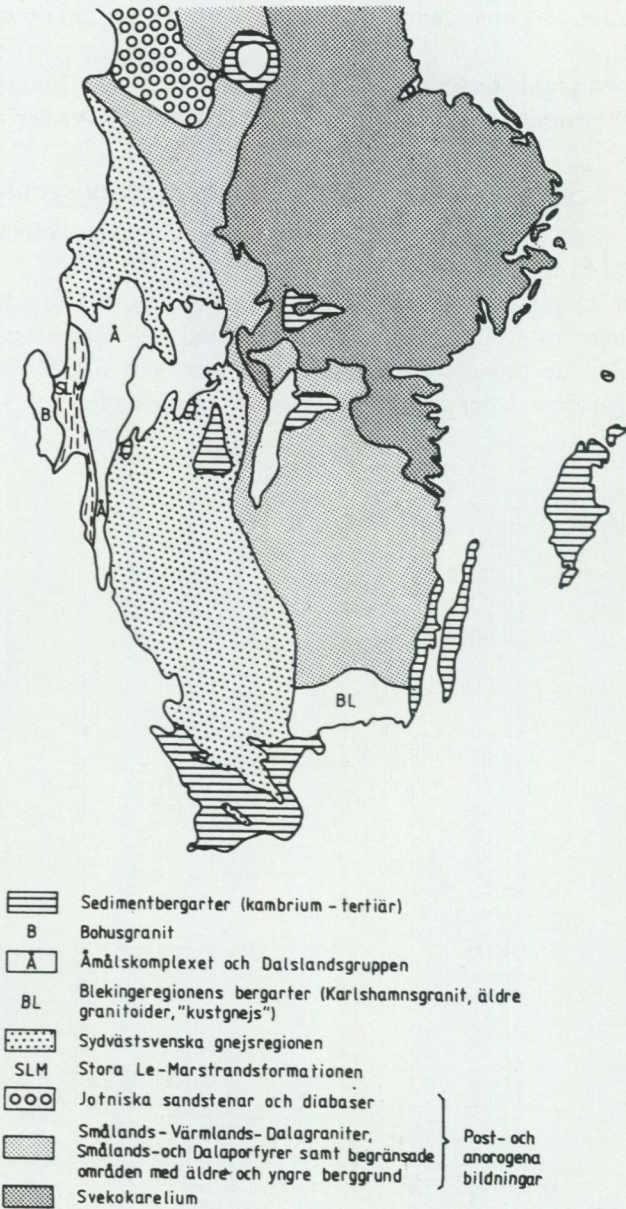 Å
SLM
B
Å
BL
Sedimentbergarter (kambrium - tertiär)
B Bohusgranit
Å Åmålskomplexet och Dalslandsgruppen
BL Blekingeregionens bergarter (Karlshamnsgranit, äldre
granitoider, "kustgnejs")
Sydvästsvenska gnejsregionen
SLM Stora Le-Marstrandsformationen
Jotniska sandstenar och diabaser
Smålands- Värmlands- Dalagraniter,
Smålands-och Dalaporfyrer samt begränsade
områden med äldre och yngre berggrund
Post- och
anorogena
bildningar
Svekokarelium